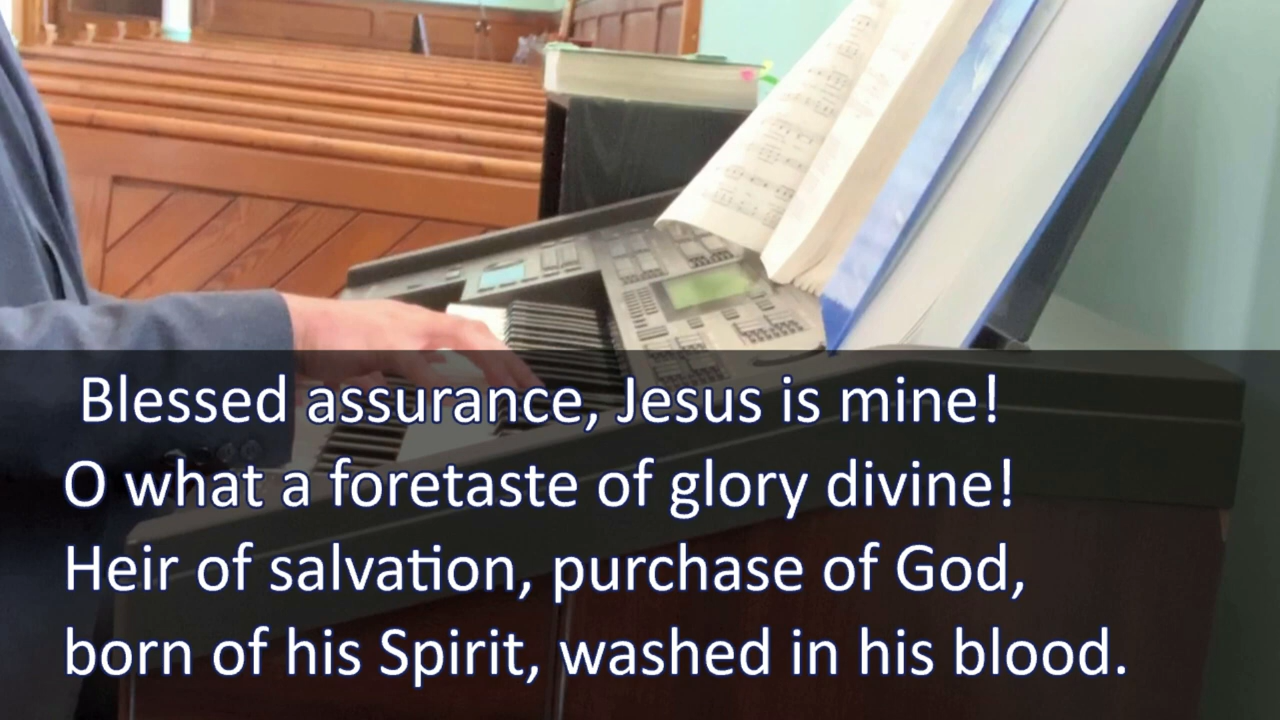 Blessed assurance, Jesus is mine!
O what a foretaste of glory divine!
Heir of salvation, purchase of God,
born of his Spirit, washed in his blood.